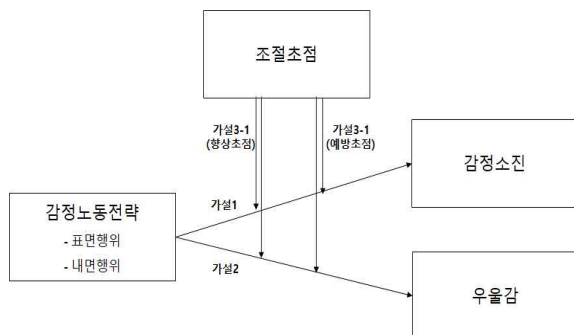 조절초점
가설3-1
(향상초점)
가설3-1
(예방초점)
감정소진
감정노동전략
- 표면행위
- 내면행위
가설1
가설2
우울감